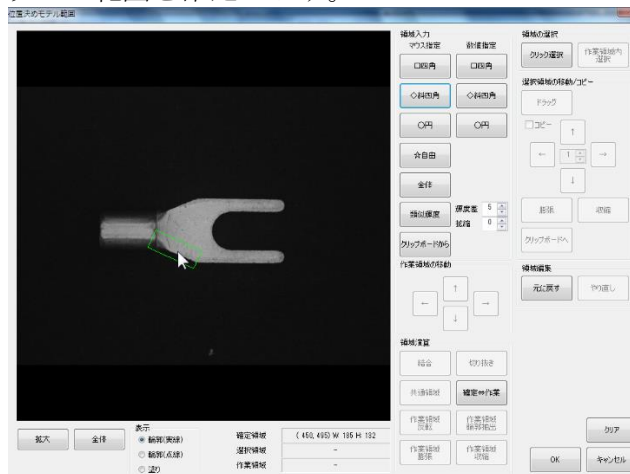 位置決めモデル範囲
領域入力
マウス指定
数値指定
□四角
□四角
◇斜四角
◇斜四角
○円
○円
☆自由
全体
類似輝度
輝度差 5
拡縮 0
クリップボードから
作業領域の移動
←
↑
→
↓
領域演算
結合
切り抜き
共通領域
確定⇔作業
作業領域
反転
作業領域
輪郭抽出
作業領域
膨張
作業領域
収縮
領域の選択
クリック選択
作業領域内
選択
選択領域の移動/コピー
ドラッグ
コピー
↑
←
1
→
↓
膨張
収縮
クリップボードへ
領域編集
元に戻す
やり直し
クリア
OK
キャンセル
拡大
全体
表示
輪郭(実線)
輪郭(点線)
塗り
確定領域
( 450, 495) W: 185 H: 132
選択領域
-
作業領域
-